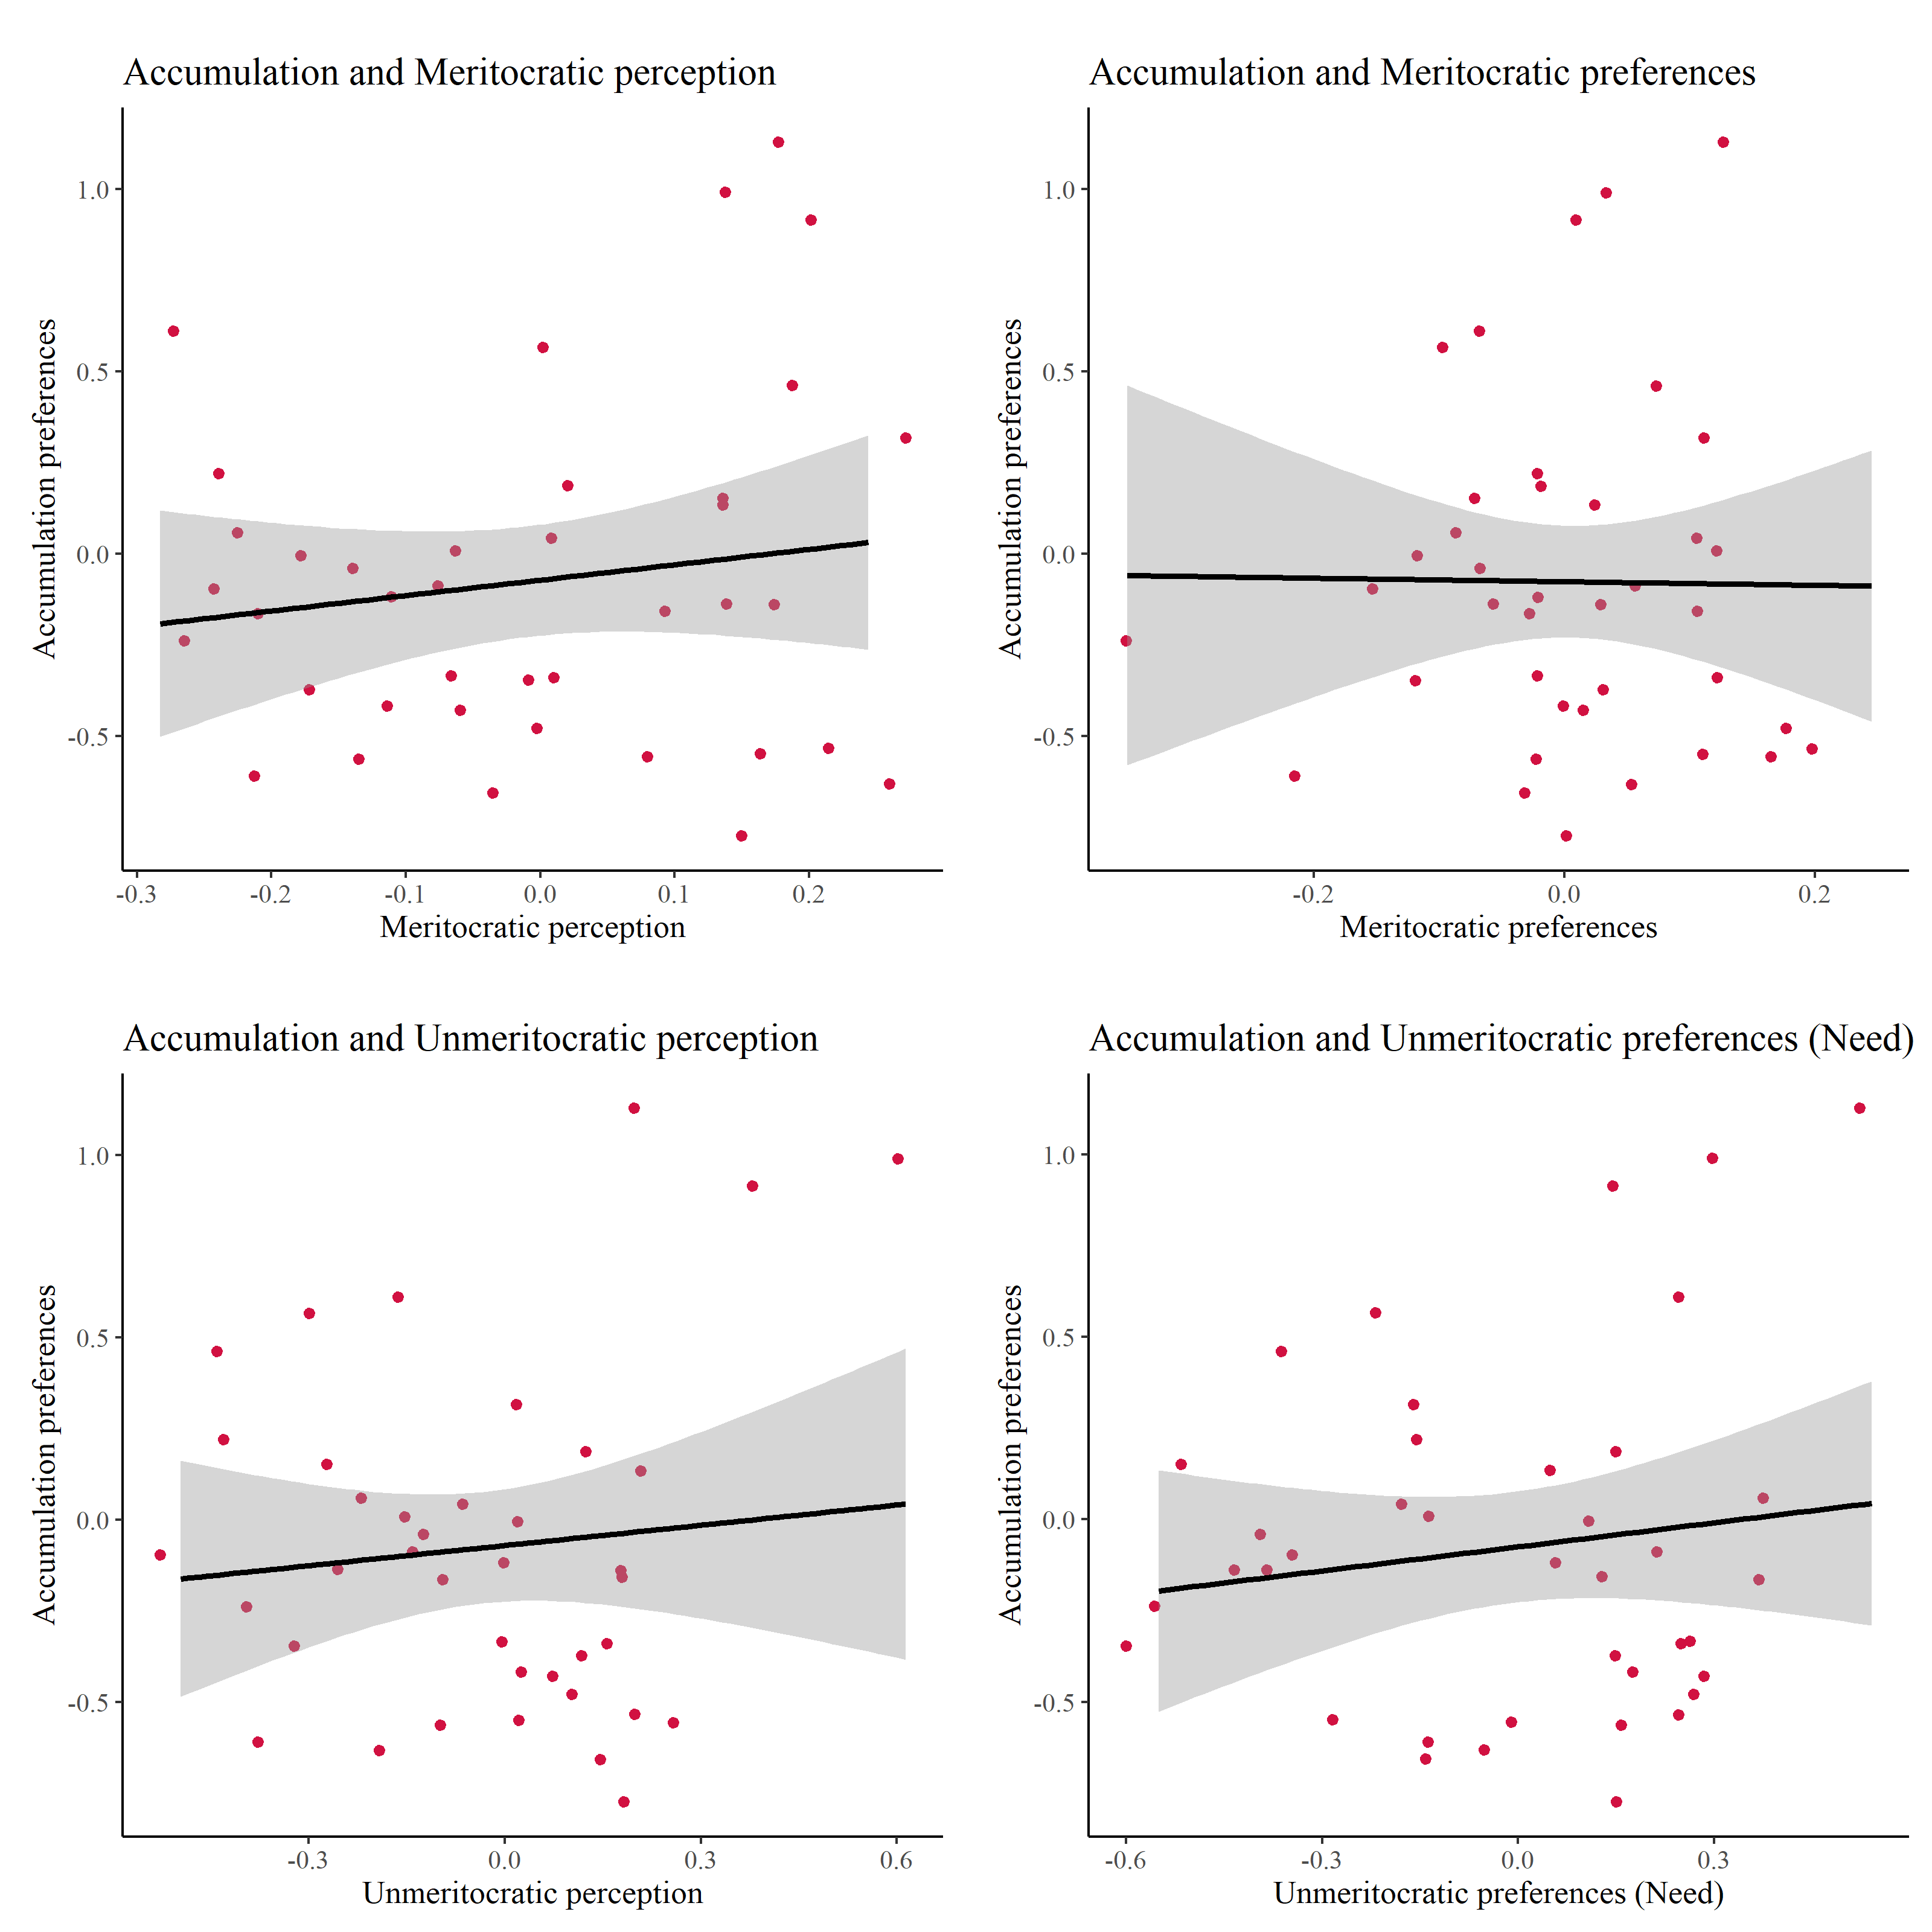 Accumulation and Meritocratic perception
Accumulation preferences
1.0
0.5
0.0
-0.5
-0.3 -0.2 -0.1 0.0 0.1 0.2
Meritocratic perception
Accumulation and Meritocratic preferences
Accumulation preferences
1.0
0.5
0.0
-0.5
-0.2 0.0 0.2
Meritocratic preferences
Accumulation and Unmeritocratic perception
Accumulation preferences
1.0
0.5
0.0
-0.5
-0.3 0.0 0.3 0.6
Unmeritocratic perception
Accumulation and Unmeritocratic preferences (Need)
Accumulation preferences
1.0
0.5
0.0
-0.5
-0.6 -0.3 0.0 0.3
Unmeritocratic preferences (Need)